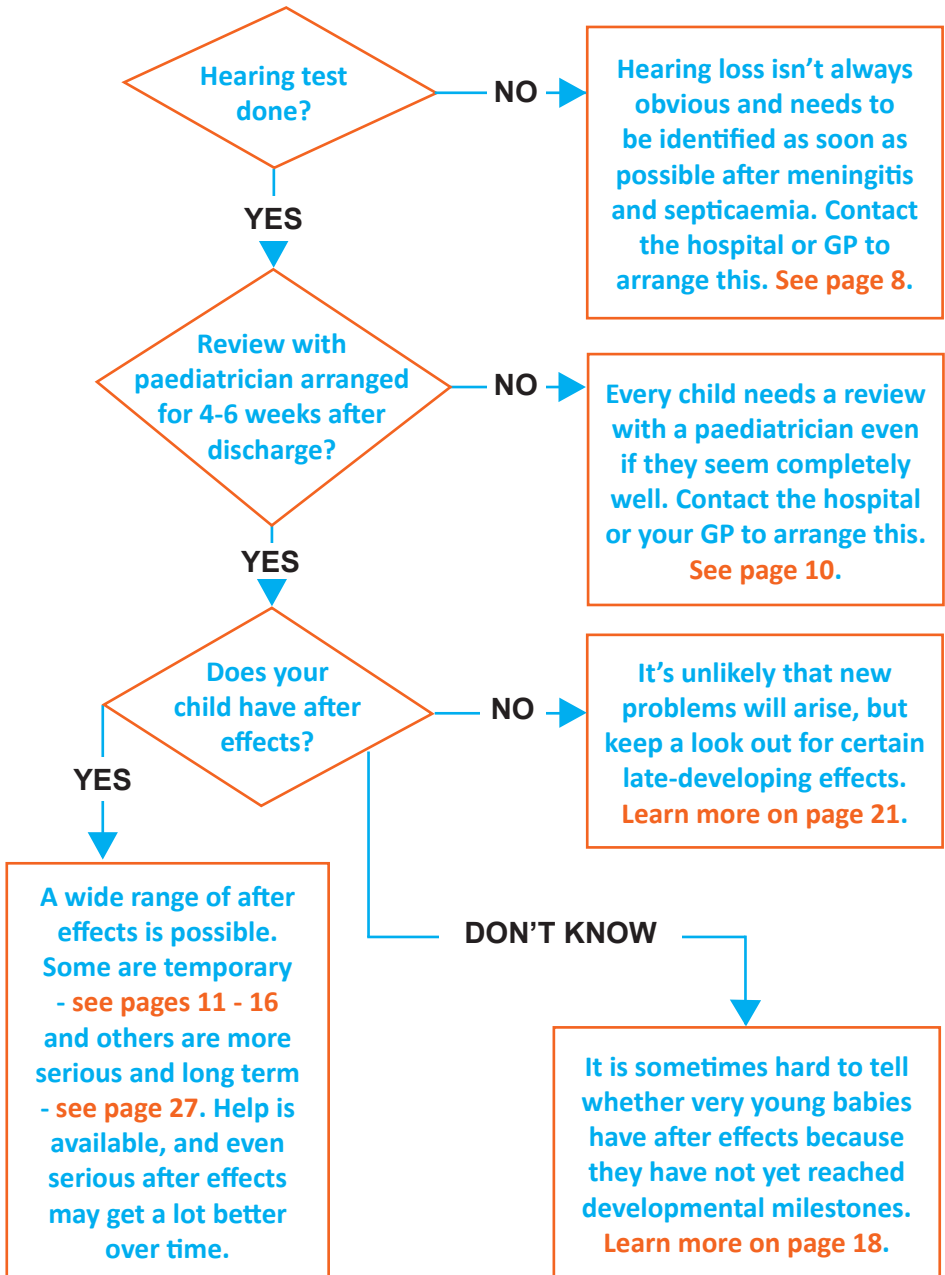 Hearing test
done?
NO
Hearing loss isn't always
obvious and needs to
be identified as soon as
possible after meningitis
and septicaemia. Contact
the hospital or GP to
arrange this. See page 8.
YES
Review with
paediatrician arranged
for 4-6 weeks after
discharge?
NO
Every child needs a review
with a paediatrician even
if they seem completely
well. Contact the hospital
or your GP to arrange this.
See page 10.
YES
Does your
child have after
effects?
NO
It's unlikely that new
problems will arise, but
keep a look out for certain
late-developing effects.
Learn more on page 21.
YES
A wide range of after
effects is possible.
Some are temporary
- see pages 11 - 16
and others are more
serious and long term
- see page 27. Help is
available, and even
serious after effects
may get a lot better
over time.
DON'T KNOW
It is sometimes hard to tell
whether very young babies
have after effects because
they have not yet reached
developmental milestones.
Learn more on page 18.